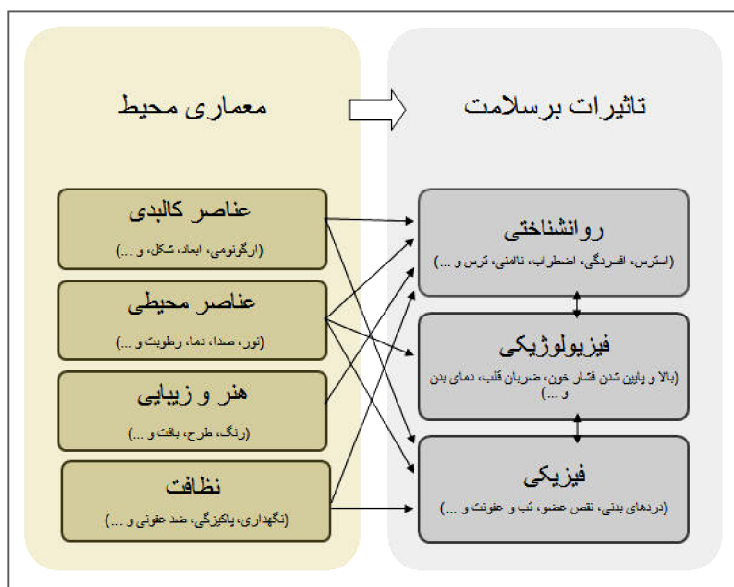 تاثیرات برسلامت
معماری محیط
روانشناختی
(استرس، افسردگی، اضطراب، ناامنی، ترس و ...)
فیزیولوژیکی
(بالا و پایین شدن فشار خون، ضربان قلب، دمای بدن
و ...)
فیزیکی
(دردهای بدنی، نقص عضو، تب و عفونت و ...)
عناصر کالبدی
(ارگونومی، ابعاد، شکل، و ...)
عناصر محیطی
(نور، صدا، دما، رطوبت و ...)
هنر و زیبایی
(رنگ، طرح، بافت و ...)
نظافت
(نگهداری، پاکیزگی، ضد عفونی و ...)